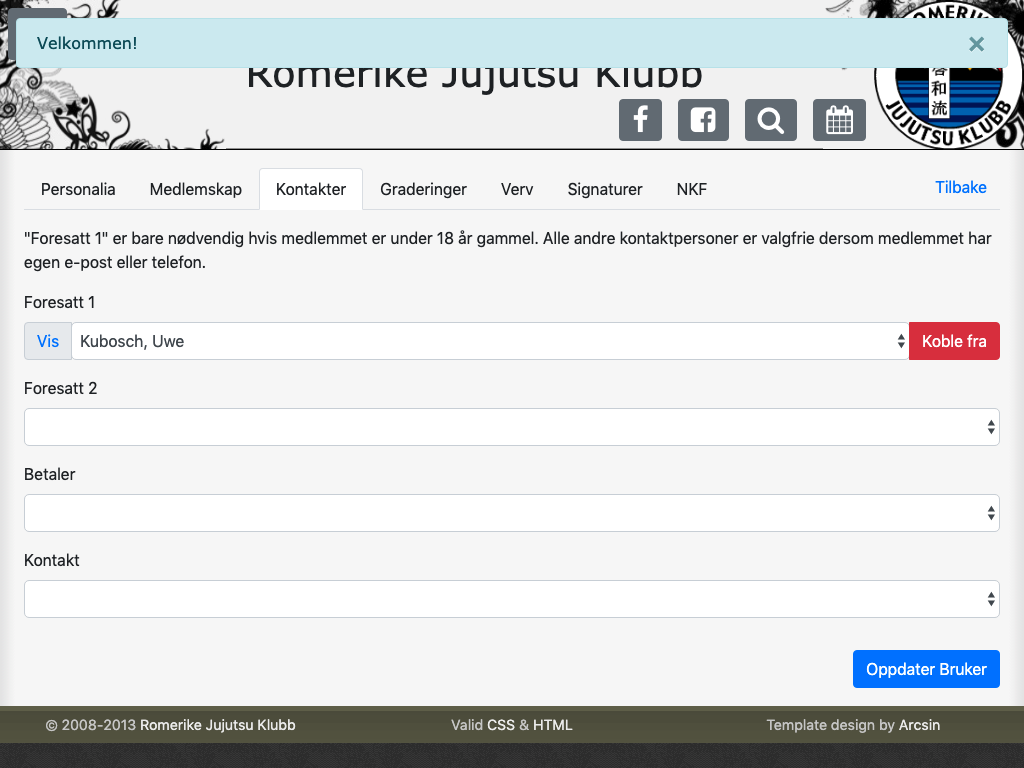 Velkommen!
×
Romerike Jujutsu Klubb
ROMERIKE
啓和流
JUJUTSU KLUBB
Personalia Medlemskap Kontakter Graderinger Verv Signaturer NKF Tilbake
"Foresatt 1" er bare nødvendig hvis medlemmet er under 18 år gammel. Alle andre kontaktpersoner er valgfrie dersom medlemmet har
egen e-post eller telefon.
Foresatt 1
Vis Kubosch, Uwe Koble fra
Foresatt 2
Betaler
Kontakt
Oppdater Bruker
© 2008-2013 Romerike Jujutsu Klubb Valid CSS & HTML Template design by Arcsin